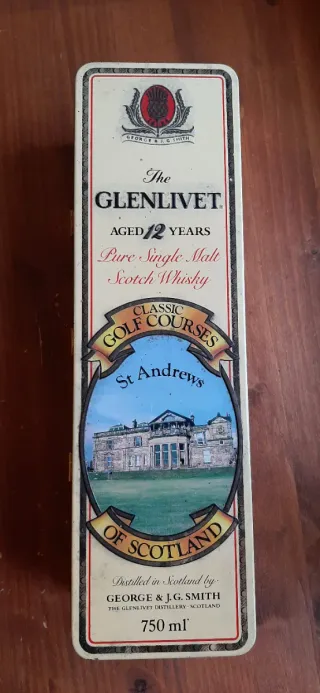 GEORGE & J.G. SMITH
The
GLENLIVET
AGED 12 YEARS
Pure Single Malt
Scotch Whisky
CLASSIC
GOLF COURSES
St Andrews
OF SCOTLAND
Distilled in Scotland by
GEORGE & J.G. SMITH
THE GLENLIVET DISTILLERY · SCOTLAND
750 ml